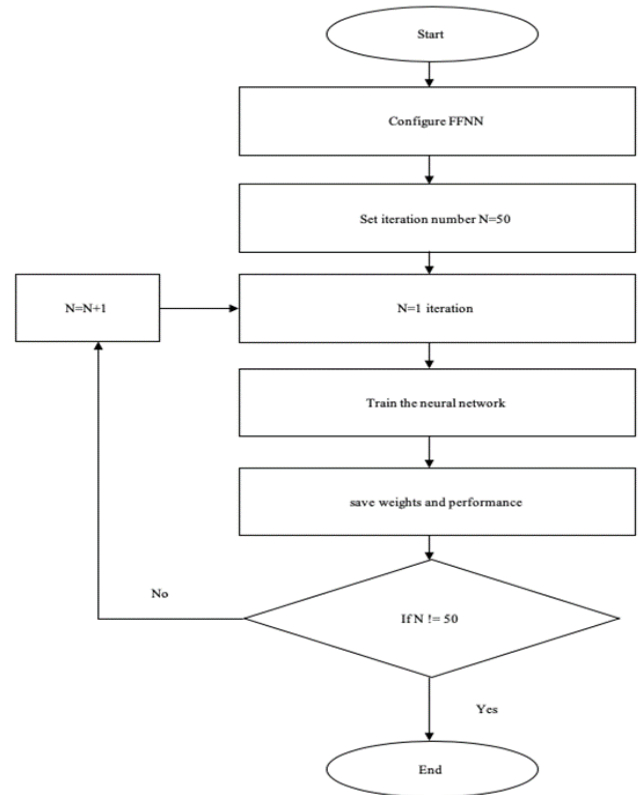 Start
Configure FFNN
Set iteration number N=50
N=N+1
N=1 iteration
Train the neural network
save weights and performance
No
If N != 50
Yes
End